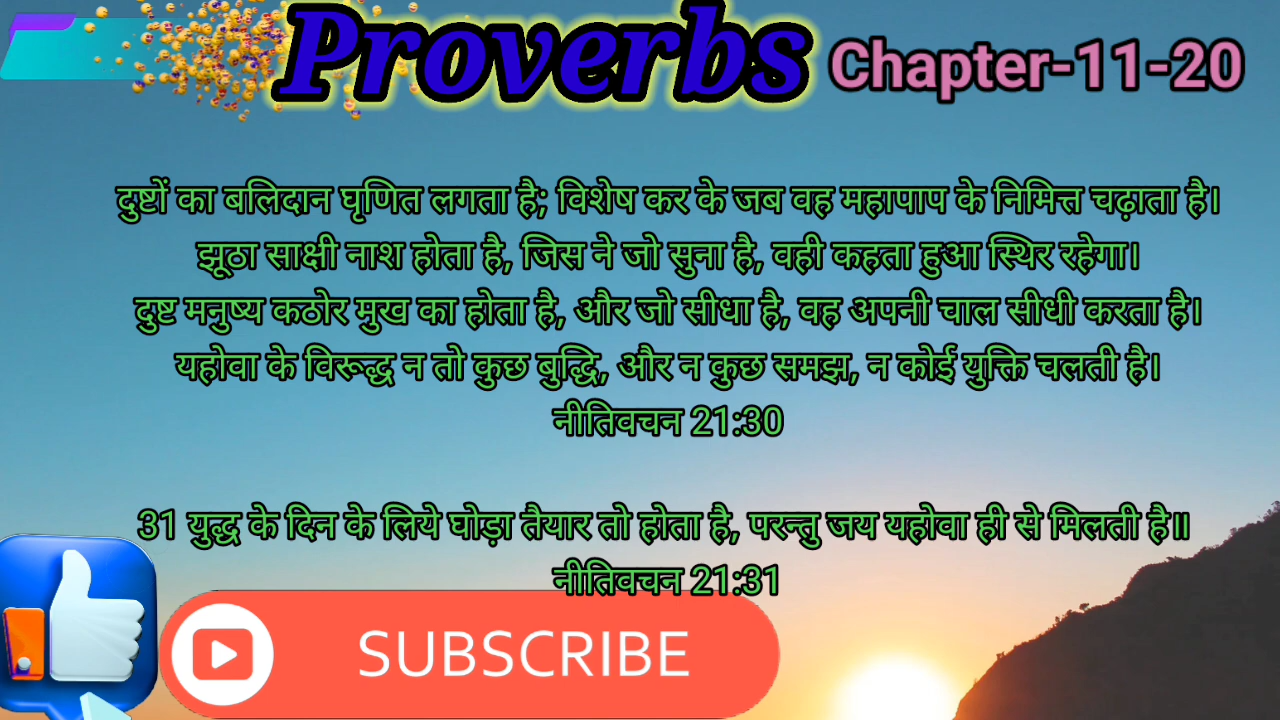 Proverbs Chapter-11-20
दुष्टों का बलिदान घृणित लगता है; विशेष कर के जब वह महापाप के निमित्त चढ़ाता है।
झूठा साक्षी नाश होता है, जिस ने जो सुना है, वही कहता हुआ स्थिर रहेगा।
दुष्ट मनुष्य कठोर मुख का होता है, और जो सीधा है, वह अपनी चाल सीधी करता है।
यहोवा के विरूद्ध न तो कुछ बुद्धि, और न कुछ समझ, न कोई युक्ति चलती है।
नीतिवचन 21:30
31 युद्ध के दिन के लिये घोड़ा तैयार तो होता है, परन्तु जय यहोवा ही से मिलती है॥
नीतिवचन 21:31
SUBSCRIBE